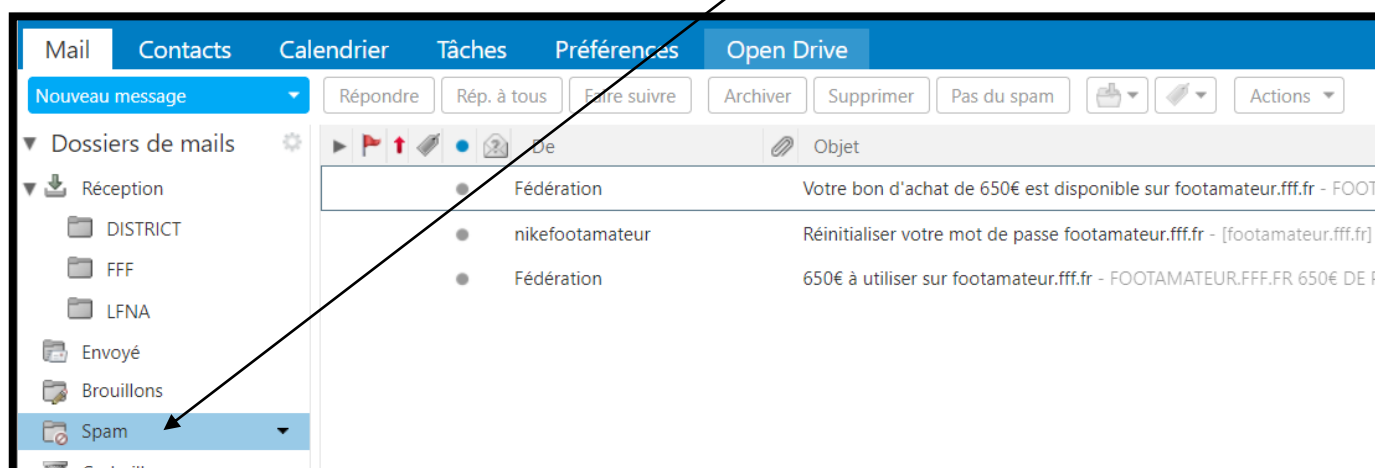 Mail Contacts Calendrier Tâches Préférences Open Drive
Nouveau message Répondre Rép. à tous Faire suivre Archiver Supprimer Pas du spam Actions
Dossiers de mails De Objet
Réception Fédération Votre bon d'achat de 650€ est disponible sur footamateur.fff.fr - FOOT
DISTRICT nikefootamateur Réinitialiser votre mot de passe footamateur.fff.fr - [footamateur.fff.fr]
FFF Fédération 650€ à utiliser sur footamateur.fff.fr - FOOTAMATEUR.FFF.FR 650€ DE
LFNA
Envoyé
Brouillons
Spam